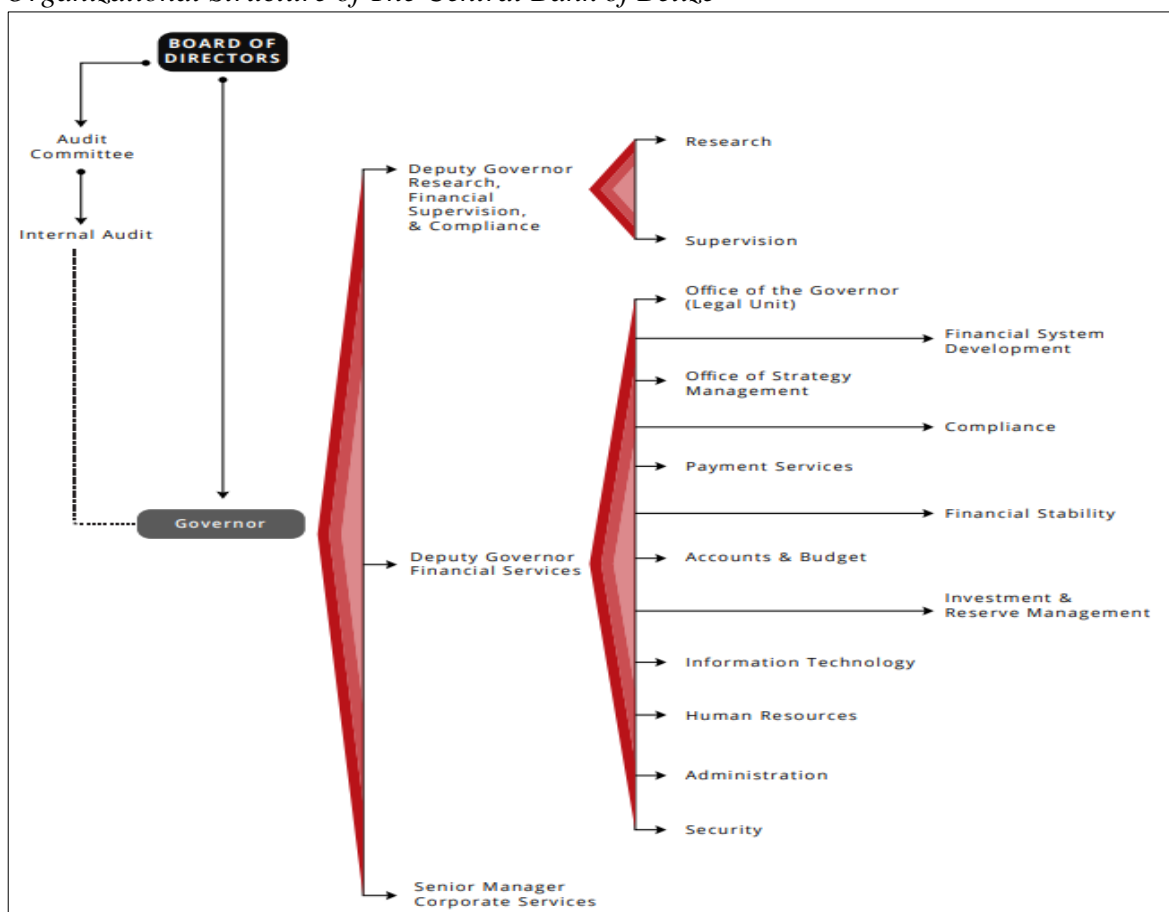 Organizational Structure of The Central Bank of Belize
BOARD OF
DIRECTORS
Audit
Committee
Internal Audit
Governor
Deputy Governor
Research,
Financial
Supervision,
& Compliance
Deputy Governor
Financial Services
Senior Manager
Corporate Services
Research
Supervision
Office of the Governor
(Legal Unit)
Financial System
Development
Office of Strategy
Management
Compliance
Payment Services
Financial Stability
Accounts & Budget
Investment &
Reserve Management
Information Technology
Human Resources
Administration
Security